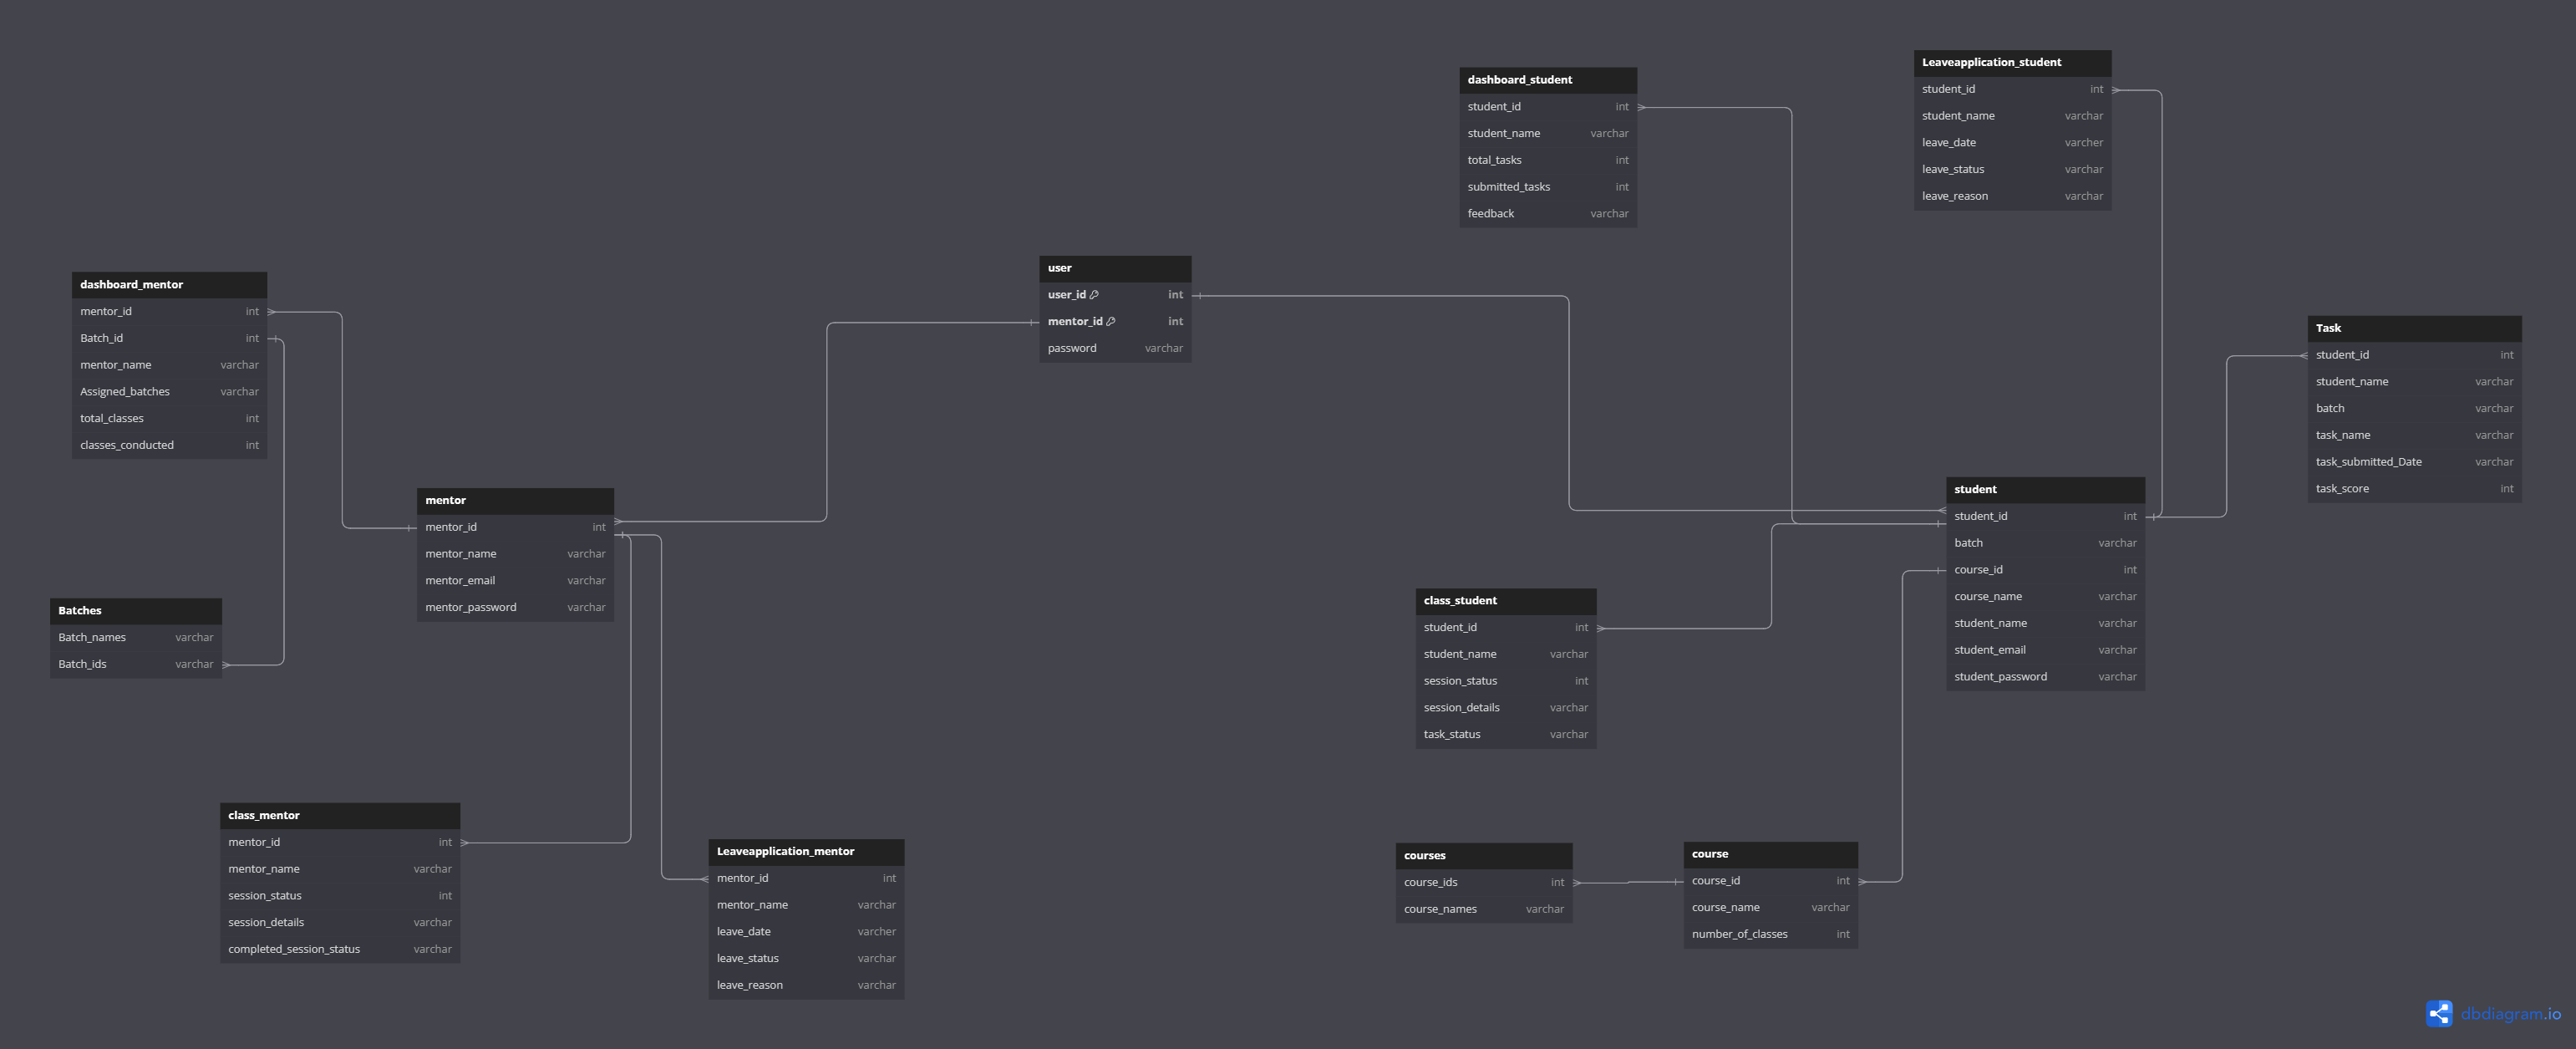 dashboard_student
student_id int
student_name varchar
total_tasks int
submitted_tasks int
feedback varchar
Leaveapplication_student
student_id int
student_name varchar
leave_date varcher
leave_status varchar
leave_reason varchar
user
user_id int
mentor_id int
password varchar
dashboard_mentor
mentor_id int
Batch_id int
mentor_name varchar
Assigned_batches varchar
total_classes int
classes_conducted int
Task
student_id int
student_name varchar
batch varchar
task_name varchar
task_submitted_Date varchar
task_score int
mentor
mentor_id int
mentor_name varchar
mentor_email varchar
mentor_password varchar
student
student_id int
batch varchar
course_id int
course_name varchar
student_name varchar
student_email varchar
student_password varchar
Batches
Batch_names varchar
Batch_ids varchar
class_student
student_id int
student_name varchar
session_status int
session_details varchar
task_status varchar
class_mentor
mentor_id int
mentor_name varchar
session_status int
session_details varchar
completed_session_status varchar
Leaveapplication_mentor
mentor_id int
mentor_name varchar
leave_date varcher
leave_status varchar
leave_reason varchar
courses
course_ids int
course_names varchar
course
course_id int
course_name varchar
number_of_classes int
dbdiagram.io